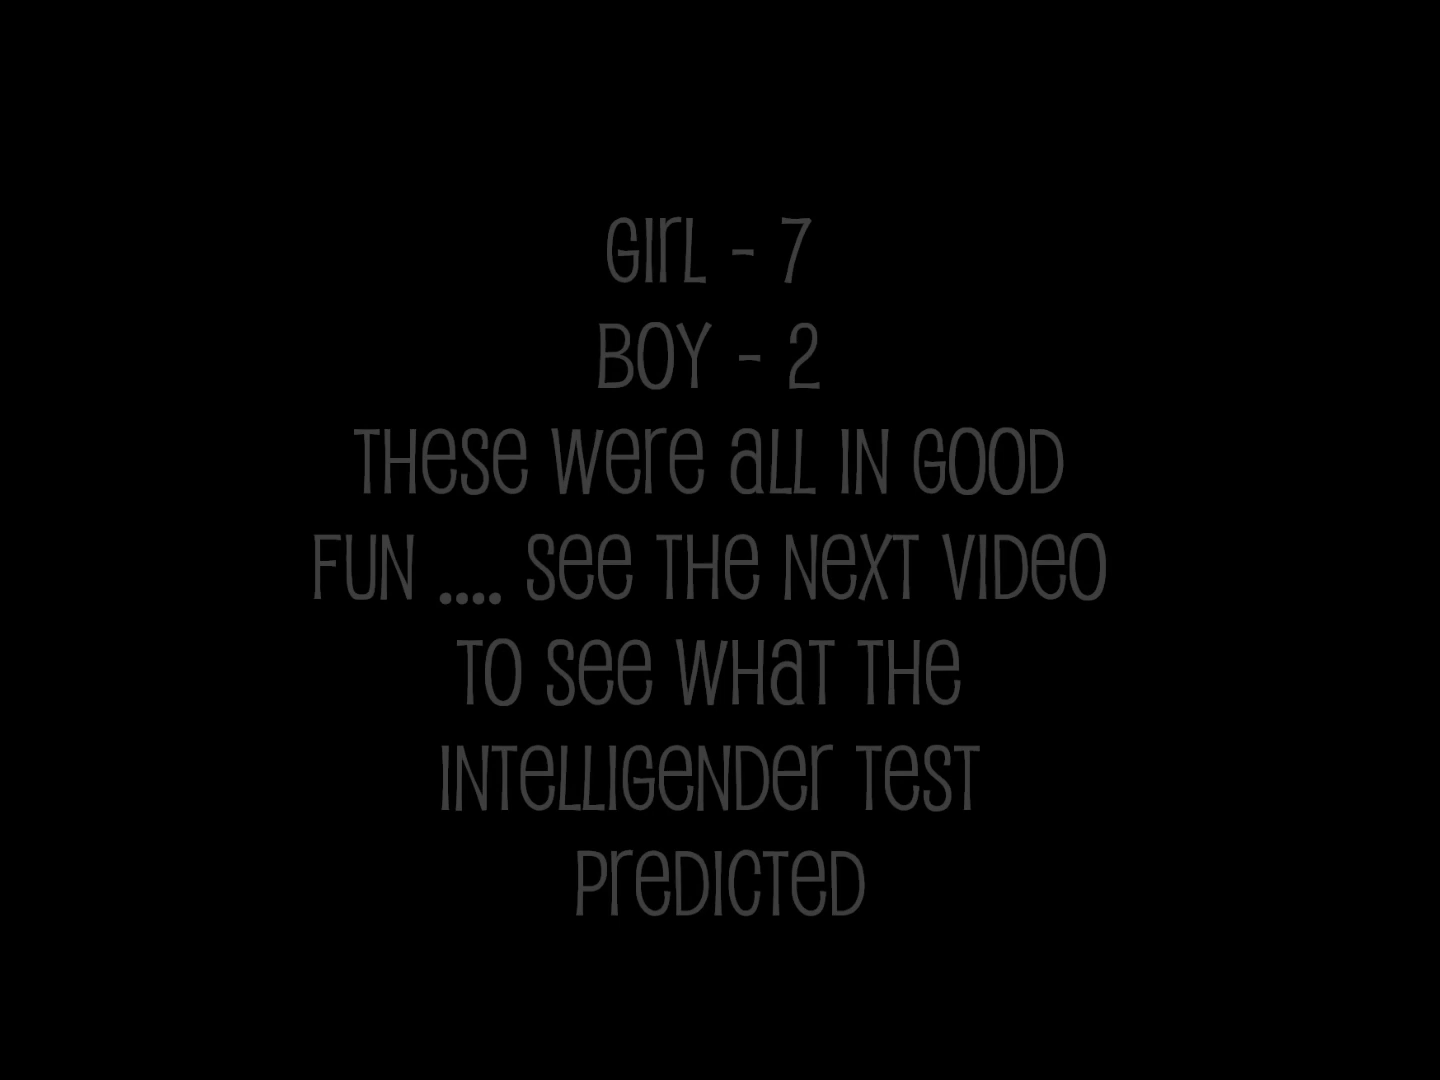 GIRL - 7
BOY - 2
THESE WERE ALL IN GOOD
FUN .... SEE THE NEXT VIDEO
TO SEE WHAT THE
INTELLIGENDER TEST
PREDICTED